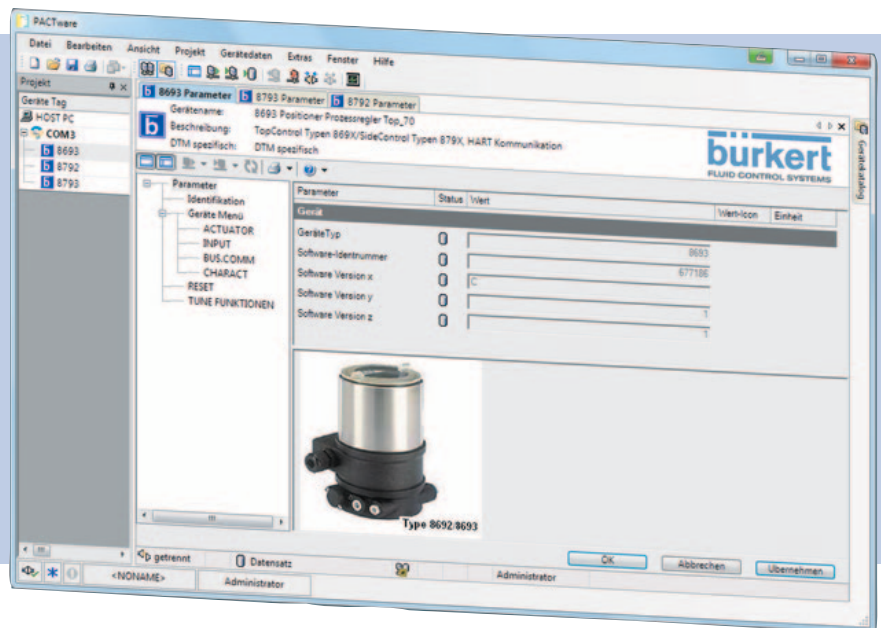 PACTware
Datei Bearbeiten Ansicht Projekt Gerätedaten Extras Fenster Hilfe
Projekt
Geräte Tag
HOST PC
COM3
8693
8792
8793
8693 Parameter 8793 Parameter 8792 Parameter
Gerätename: 8693 Positioner Prozessregler Top_70
Beschreibung: TopControl Typen 869X/SideControl Typen 879X, HART Kommunikation
DTM spezifisch: DTM spezifisch
bürkert
FLUID CONTROL SYSTEMS
Gerätekatalog
Parameter
Identifikation
Geräte Menü
ACTUATOR
INPUT
BUS.COMM
CHARACT
RESET
TUNE FUNKTIONEN
Parameter Status Wert Wert-Icon Einheit
Gerät
GeräteTyp 8693
Software-Identnummer 677186
Software Version x C
Software Version y 1
Software Version z 1
Type 8692/8693
OK Abbrechen Übernehmen
getrennt Datensatz Administrator
<NONAME> Administrator